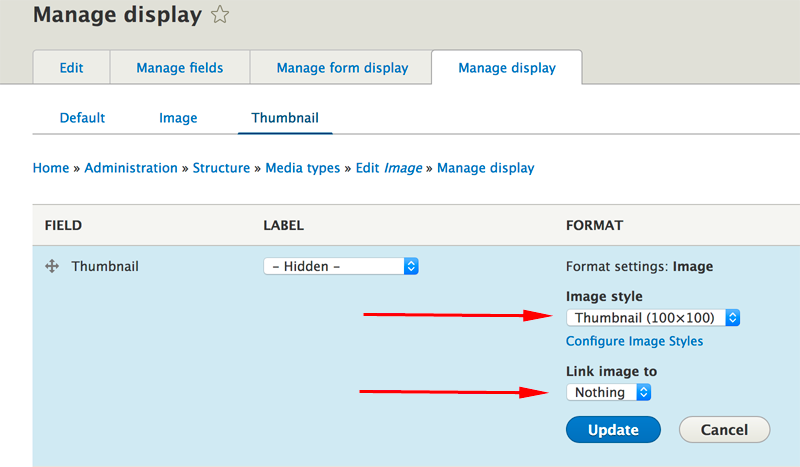 Manage display
Edit Manage fields Manage form display Manage display
Default Image Thumbnail
Home » Administration » Structure » Media types » Edit Image » Manage display
FIELD LABEL FORMAT
Thumbnail - Hidden - Format settings: Image
Image style
Thumbnail (100×100)
Configure Image Styles
Link image to
Nothing
Update Cancel